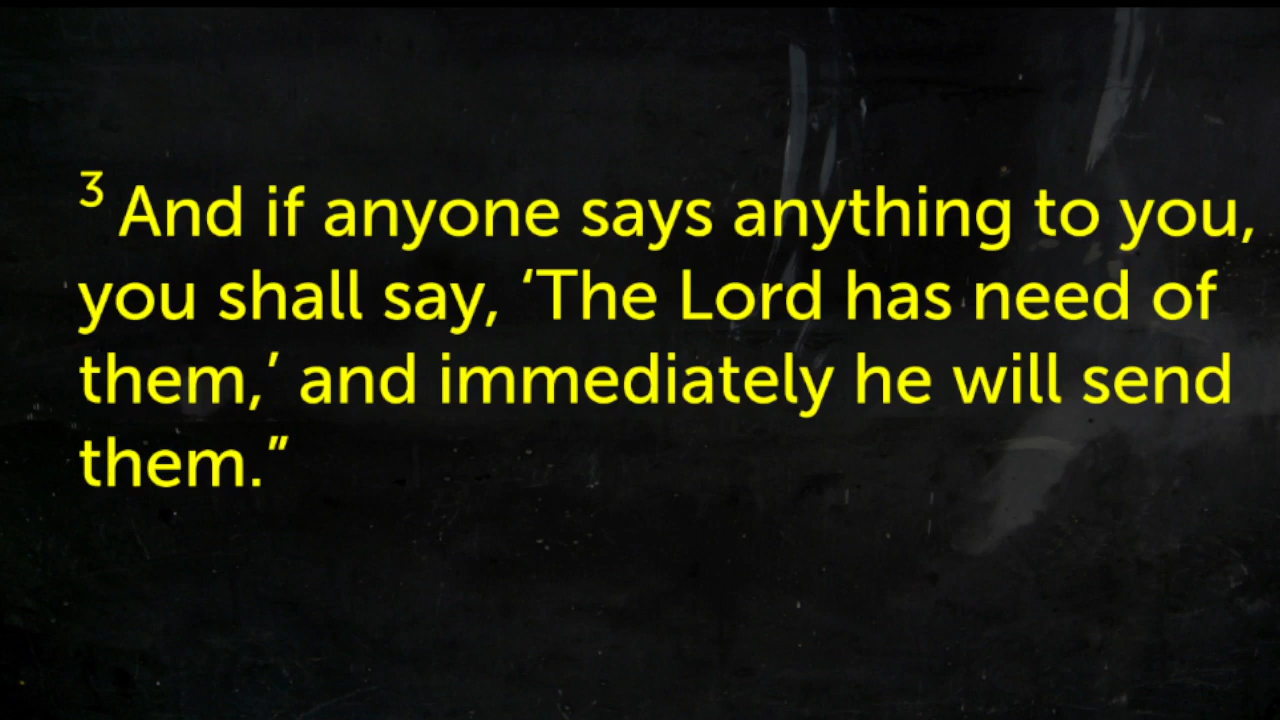 3 And if anyone says anything to you,
you shall say, ‘The Lord has need of
them,’ and immediately he will send
them.”